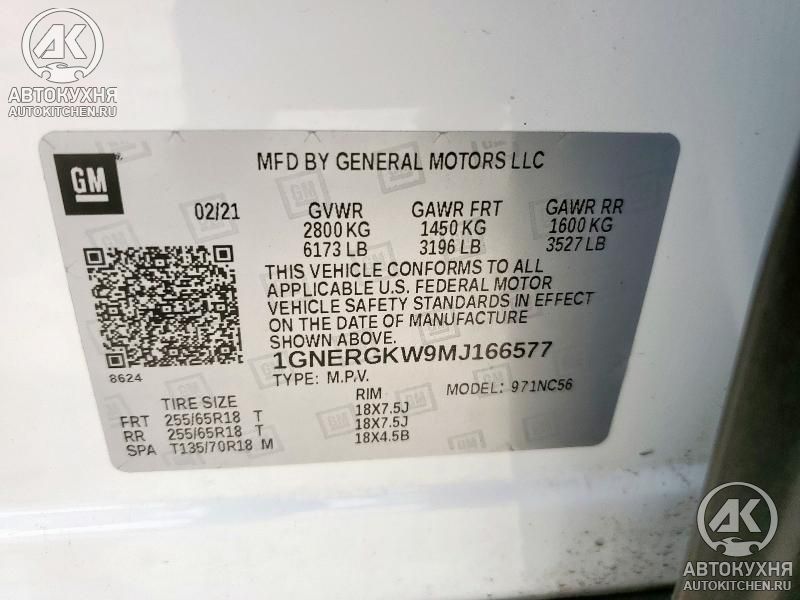 AK
АВТОКУХНЯ
AUTOKITCHEN.RU
GM
MFD BY GENERAL MOTORS LLC
02/21 GVWR GAWR FRT GAWR RR
2800 KG 1450 KG 1600 KG
6173 LB 3196 LB 3527 LB
THIS VEHICLE CONFORMS TO ALL
APPLICABLE U.S. FEDERAL MOTOR
VEHICLE SAFETY STANDARDS IN EFFECT
ON THE DATE OF MANUFACTURE
SHOWN ABOVE.
1GNERGKW9MJ166577
8624
TYPE: M.P.V. MODEL: 971NC56
TIRE SIZE RIM
FRT 255/65R18 T 18X7.5J
RR 255/65R18 T 18X7.5J
SPA T135/70R18 M 18X4.5B
AK
АВТОКУХНЯ
AUTOKITCHEN.RU